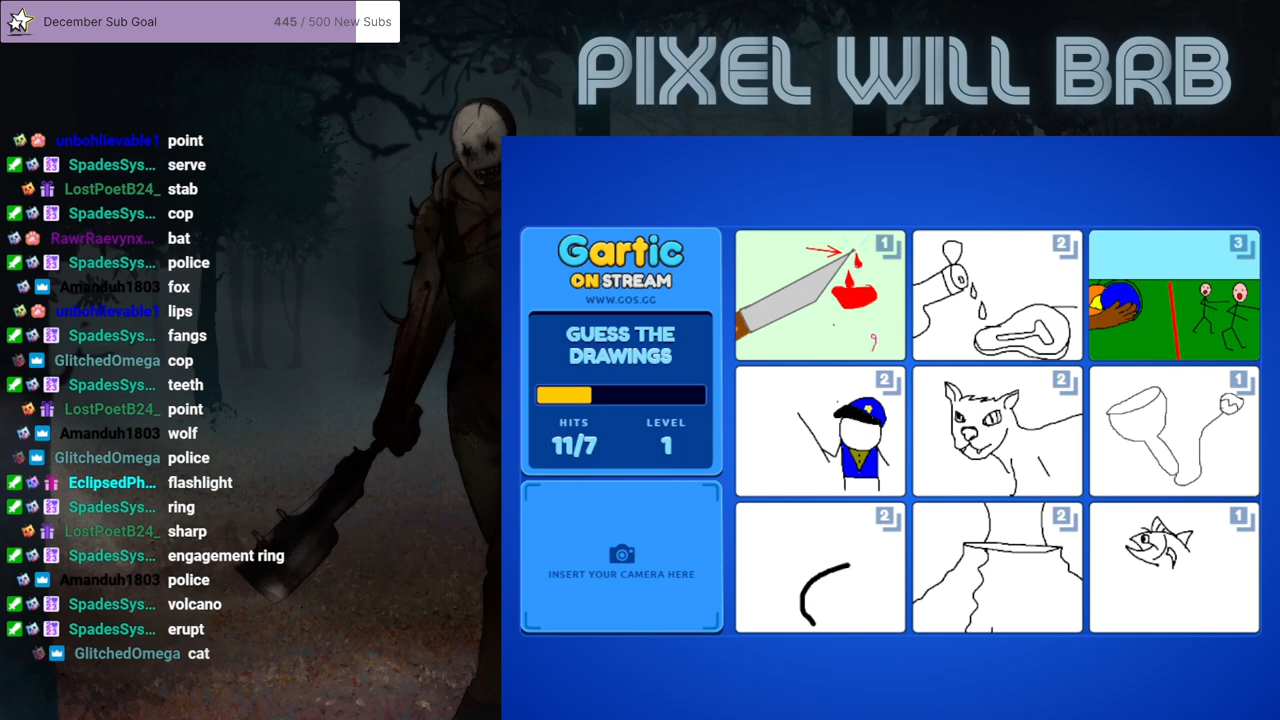 December Sub Goal
445 / 500 New Subs
PIXEL WILL BRB
unbohlievable1 point
SpadesSys... serve
LostPoetB24_ stab
SpadesSys... cop
RawrRaevynx... bat
SpadesSys... police
Amanduh1803 fox
unbohlievable1 lips
SpadesSys... fangs
GlitchedOmega cop
SpadesSys... teeth
LostPoetB24_ point
Amanduh1803 wolf
GlitchedOmega police
EclipsedPh... flashlight
SpadesSys... ring
LostPoetB24_ sharp
SpadesSys... engagement ring
Amanduh1803 police
SpadesSys... volcano
SpadesSys... erupt
GlitchedOmega cat
Gartic
ON STREAM
WWW.GOS.GG
GUESS THE
DRAWINGS
HITS
11/7
LEVEL
1
INSERT YOUR CAMERA HERE
1
2
3
2
2
1
2
2
1